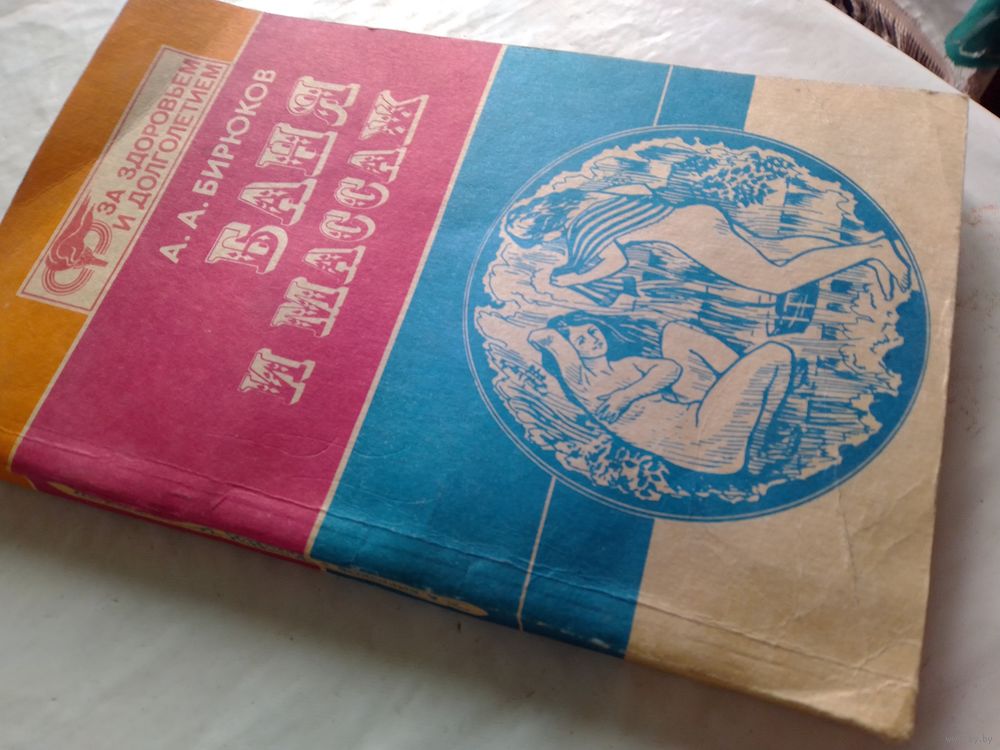 ЗА ЗДОРОВЬЕМ
И ДОЛГОЛЕТИЕМ
А. А. БИРЮКОВ
БАНЯ
И МАССАЖ